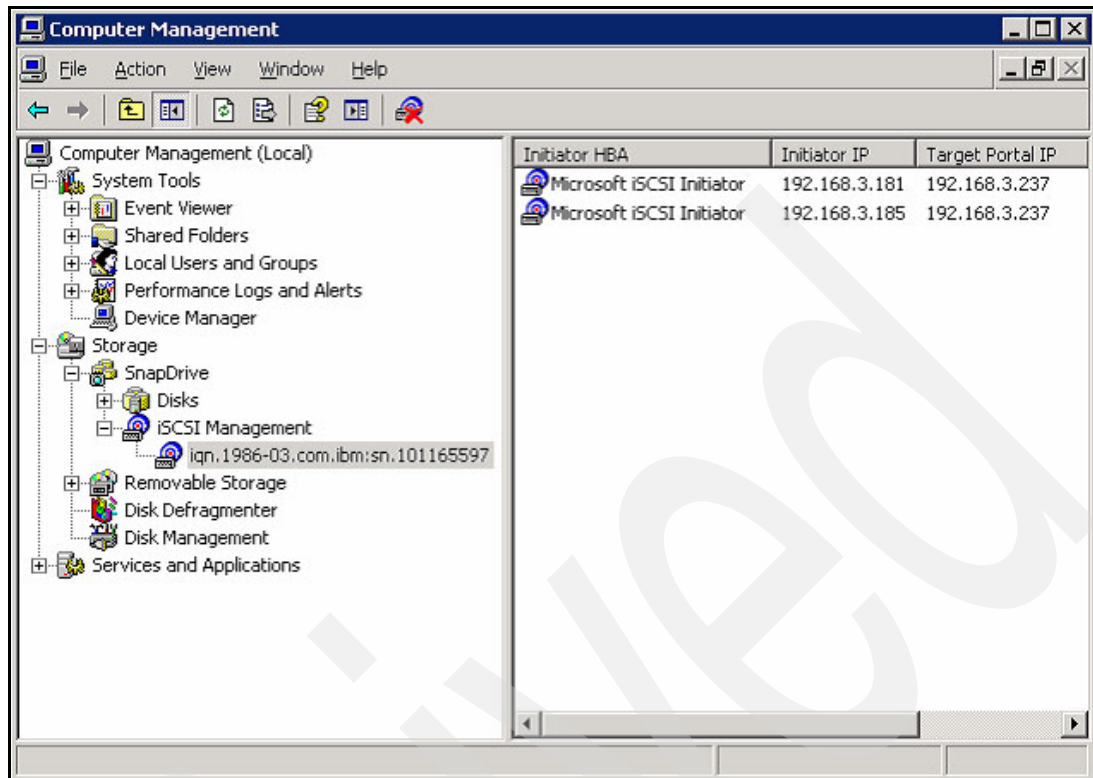 Computer Management
File Action View Window Help
Computer Management (Local)
System Tools
Event Viewer
Shared Folders
Local Users and Groups
Performance Logs and Alerts
Device Manager
Storage
SnapDrive
Disks
iSCSI Management
iqn.1986-03.com.ibm:sn.101165597
Removable Storage
Disk Defragmenter
Disk Management
Services and Applications
Initiator HBA Initiator IP Target Portal IP
Microsoft iSCSI Initiator 192.168.3.181 192.168.3.237
Microsoft iSCSI Initiator 192.168.3.185 192.168.3.237